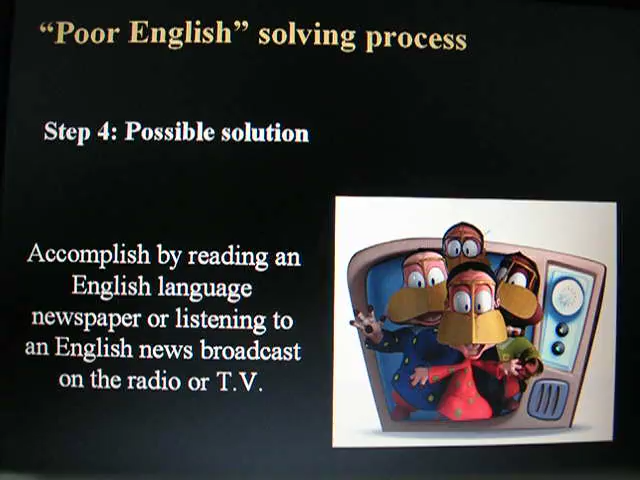 “Poor English” solving process
Step 4: Possible solution
Accomplish by reading an
English language
newspaper or listening to
an English news broadcast
on the radio or T.V.